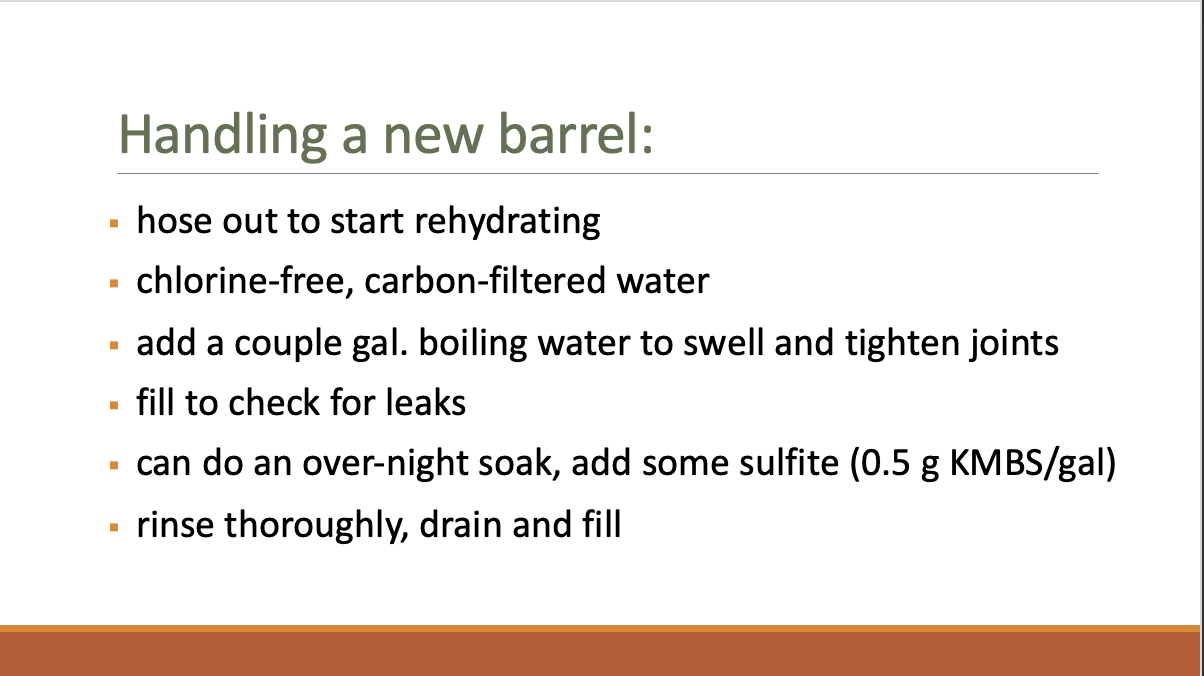 Handling a new barrel:
▪ hose out to start rehydrating
▪ chlorine-free, carbon-filtered water
▪ add a couple gal. boiling water to swell and tighten joints
▪ fill to check for leaks
▪ can do an over-night soak, add some sulfite (0.5 g KMBS/gal)
▪ rinse thoroughly, drain and fill